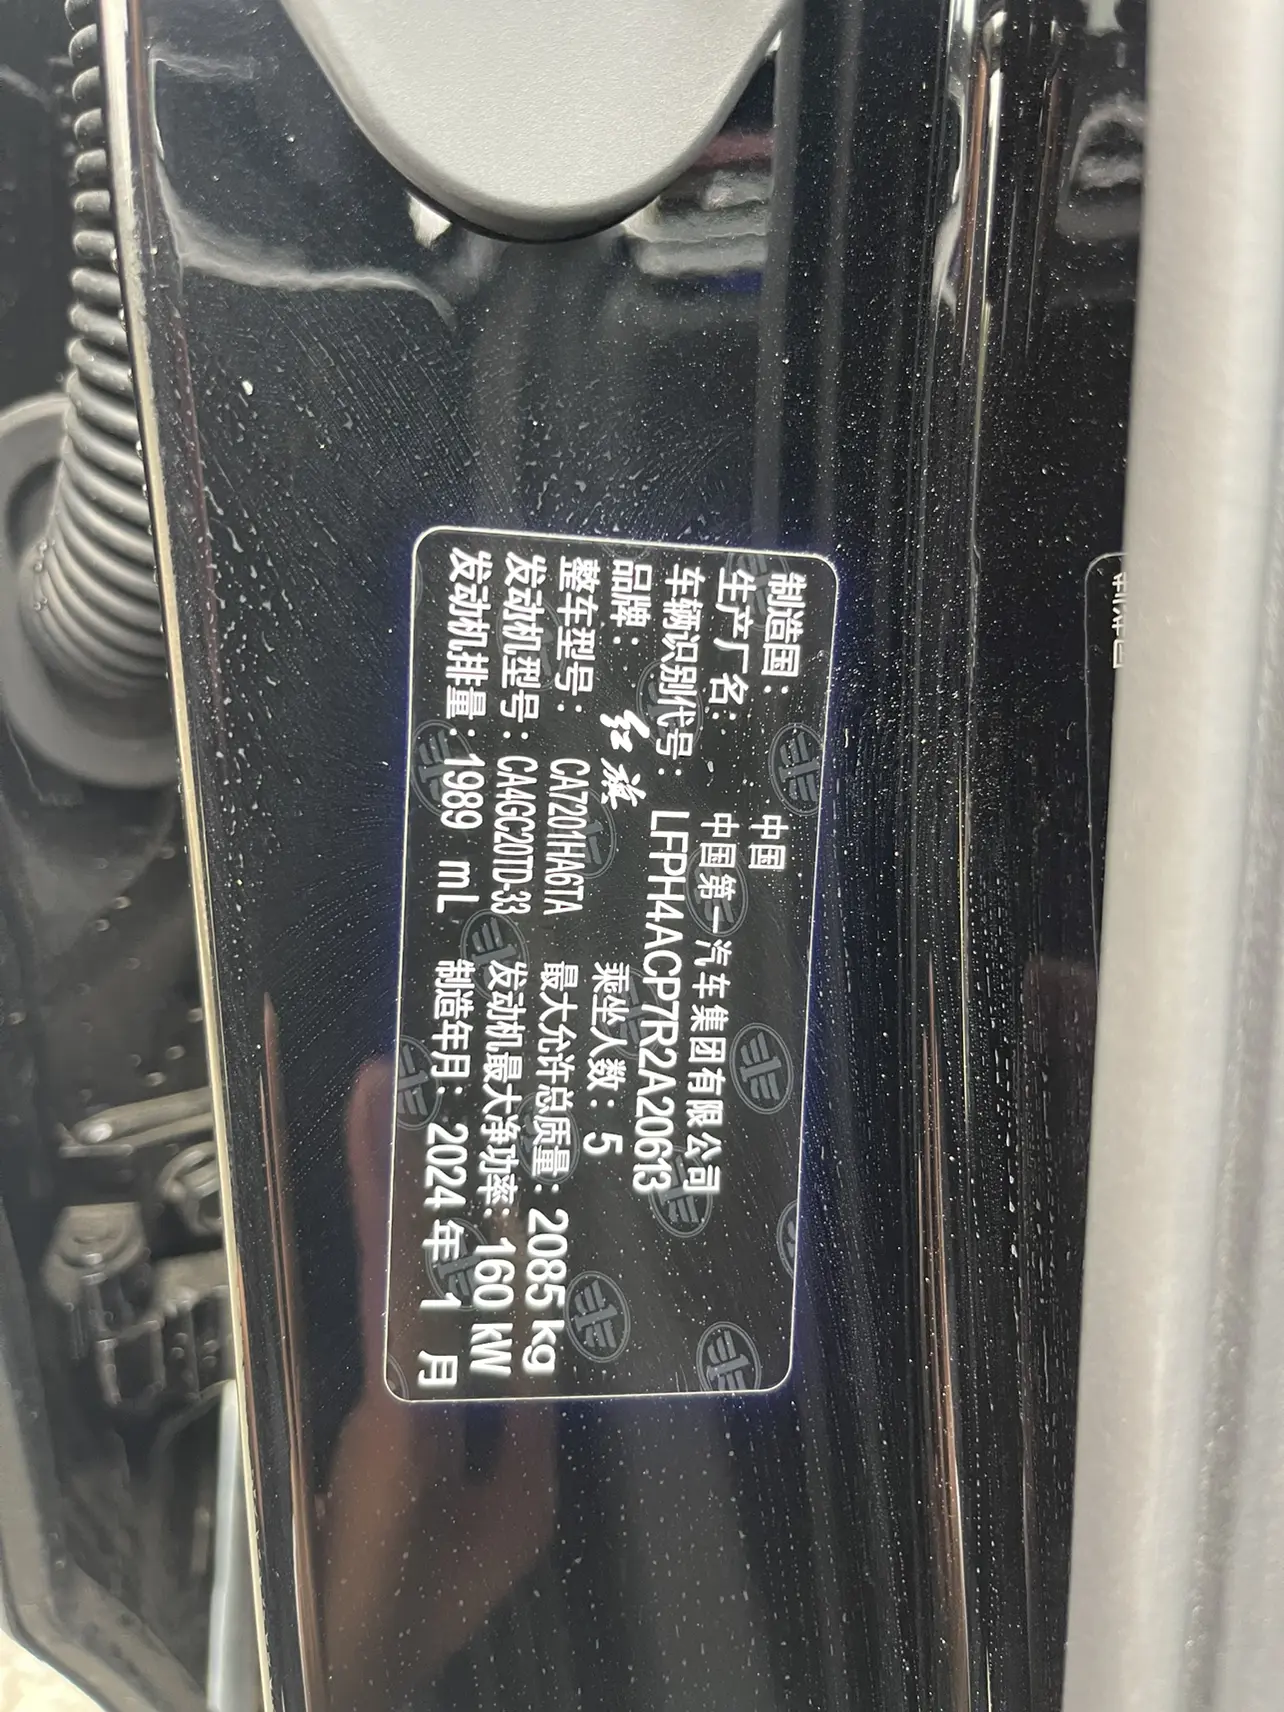 制造国： 中国
生产厂名： 中国第一汽车集团有限公司
车辆识别代号： LFPH4ACP7R2A20613
品牌： 红旗 乘坐人数：5
整车型号： CA7201HA6TA 最大允许总质量：2085 kg
发动机型号：CA4GC20TD-33 发动机最大净功率：160 kW
发动机排量：1989 mL 制造年月：2024 年 1 月